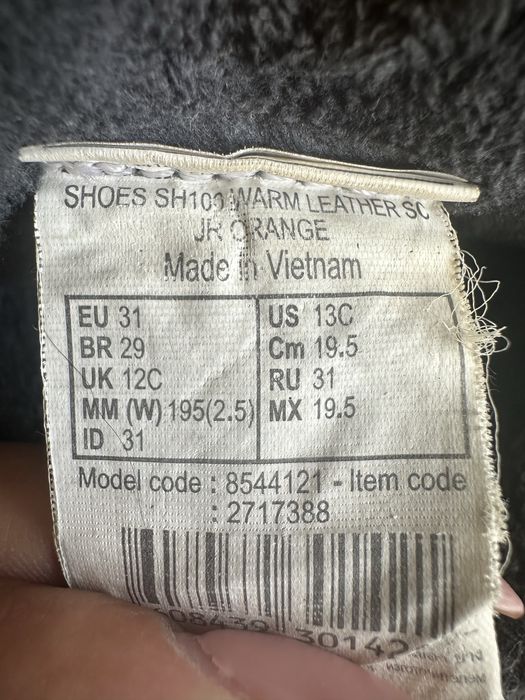 SHOES SH100 WARM LEATHER SC
JR ORANGE
Made in Vietnam
EU 31
BR 29
UK 12C
MM (W) 195(2.5)
ID 31
US 13C
Cm 19.5
RU 31
MX 19.5
Model code : 8544121 - Item code
: 2717388
608439 30142